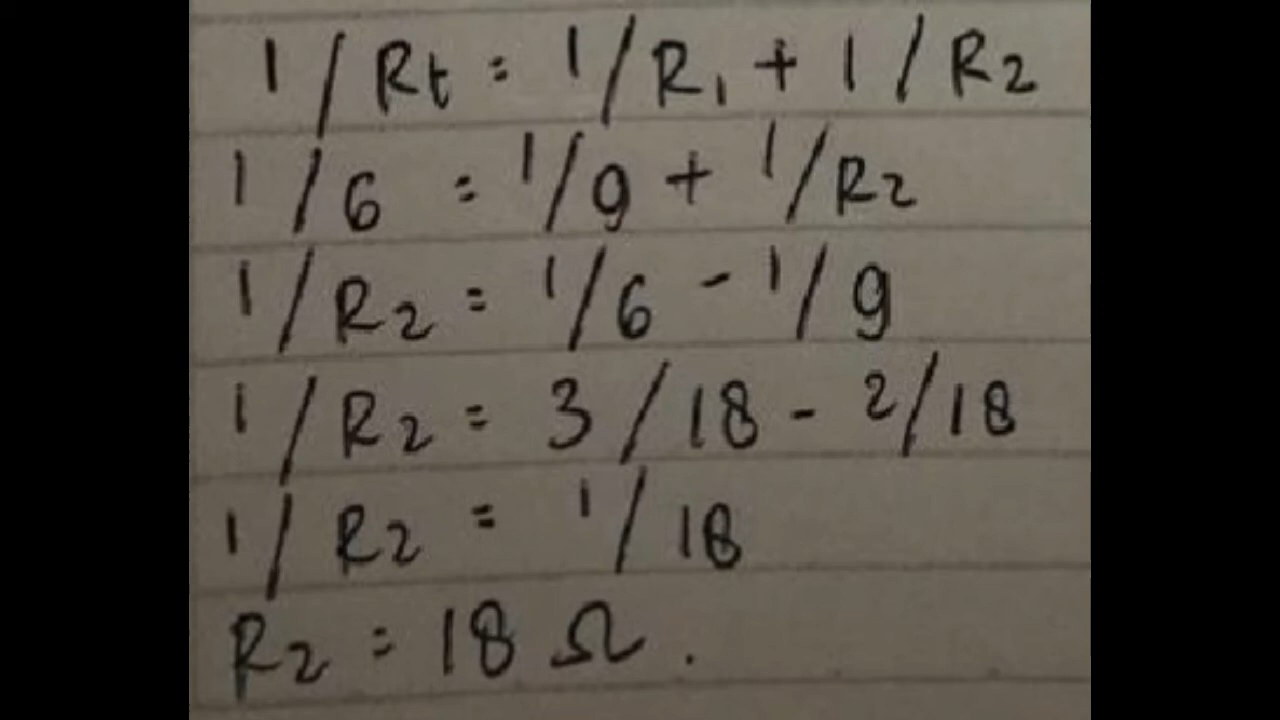 1/Rt = 1/R1 + 1/R2
1/6 = 1/9 + 1/R2
1/R2 = 1/6 - 1/9
1/R2 = 3/18 - 2/18
1/R2 = 1/18
R2 = 18 Ω.